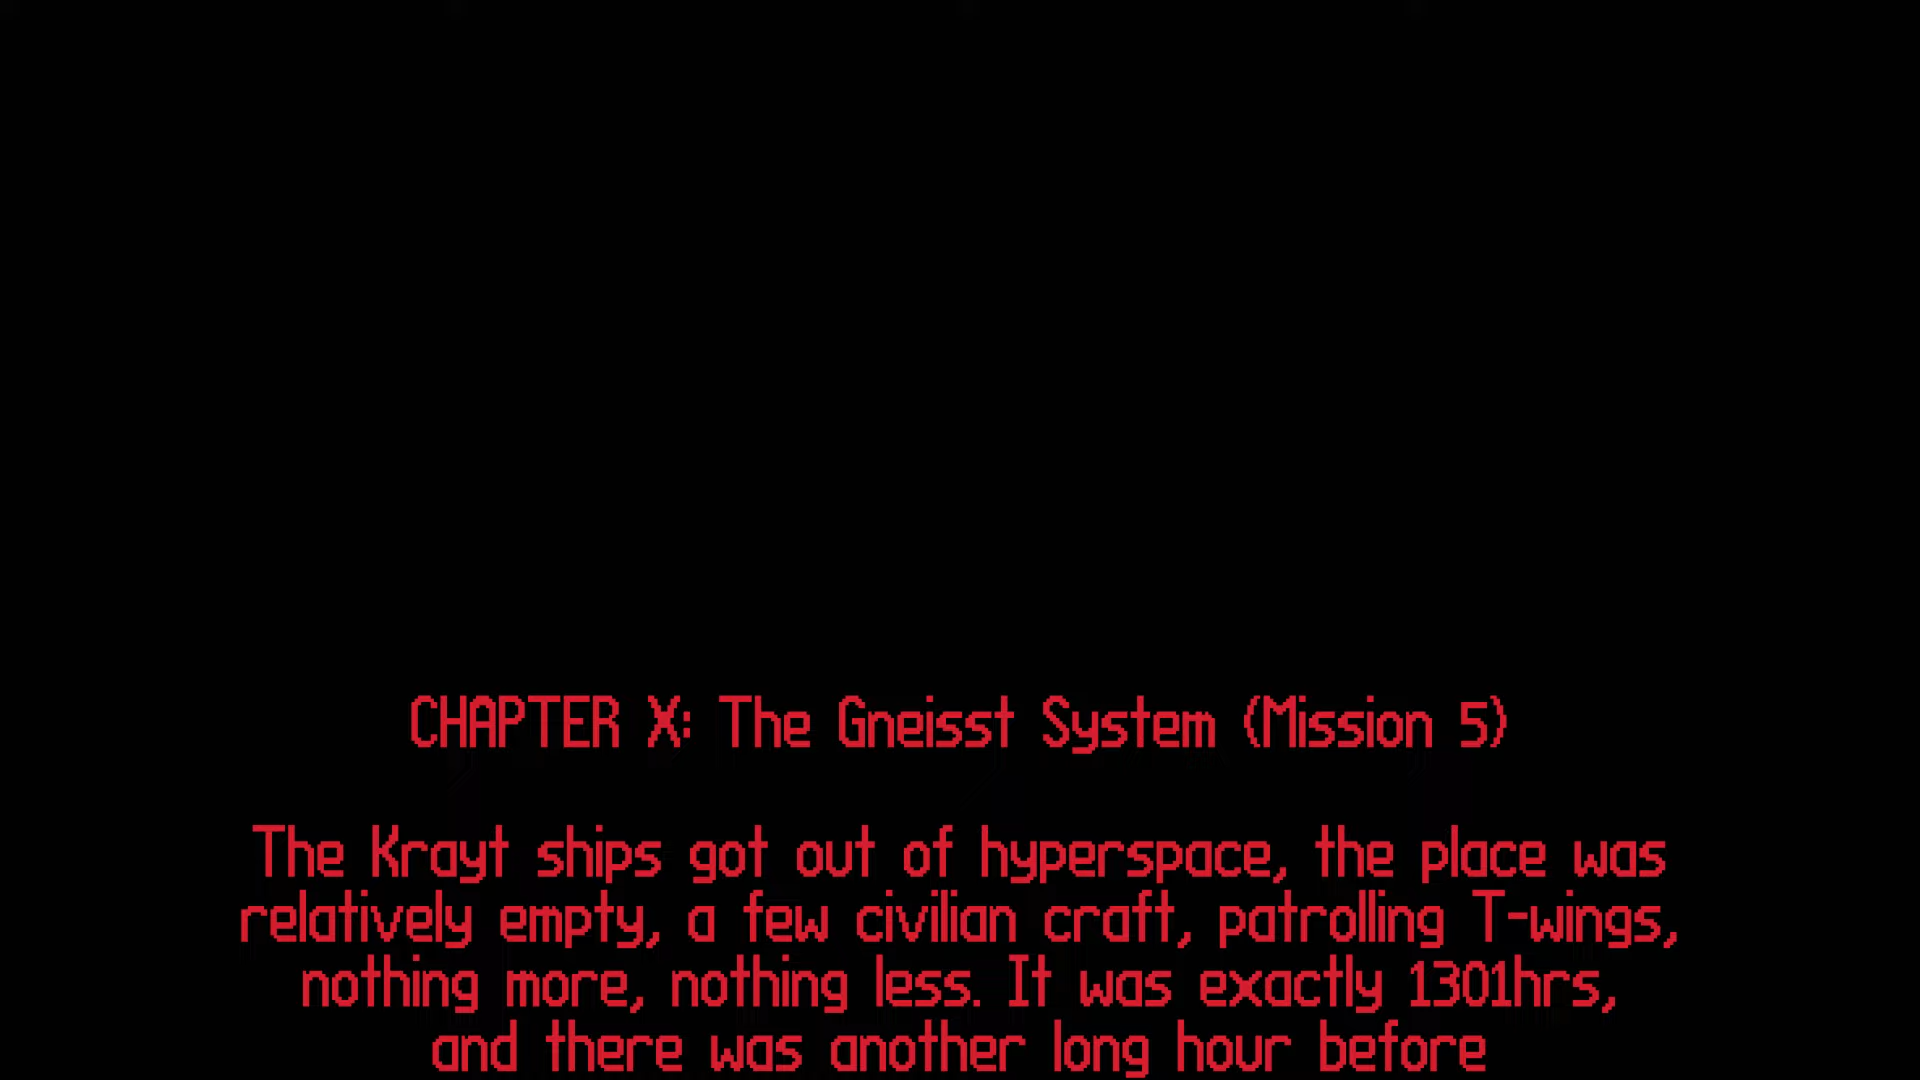 CHAPTER X: The Gneisst System (Mission 5)
The Krayt ships got out of hyperspace, the place was
relatively empty, a few civilian craft, patrolling T-wings,
nothing more, nothing less. It was exactly 1301hrs,
and there was another long hour before